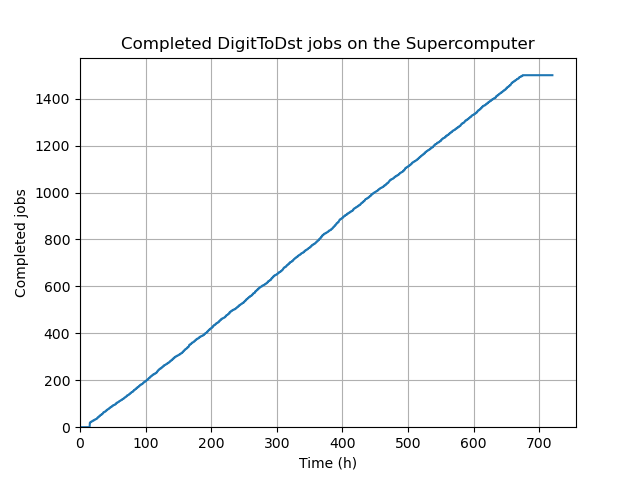 Completed DigitToDst jobs on the Supercomputer
1400
1200
1000
800
600
400
200
0
Completed jobs
0 100 200 300 400 500 600 700
Time (h)